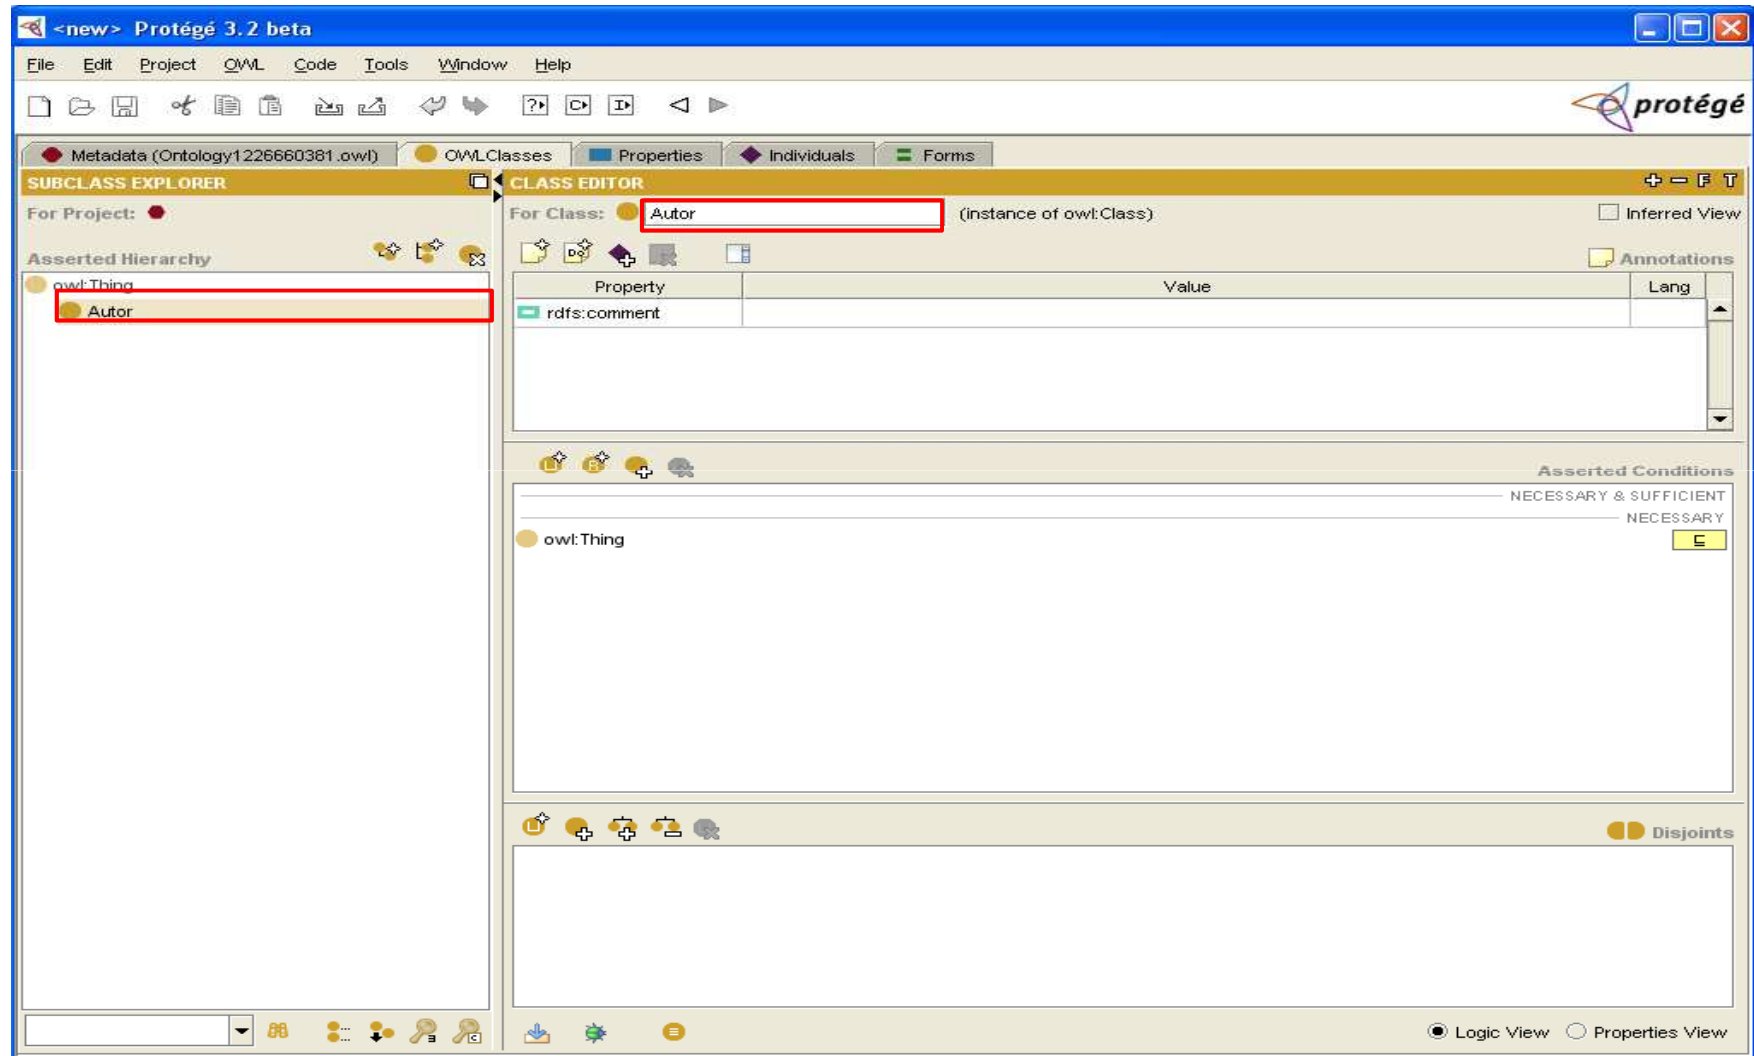 <new> Protégé 3.2 beta
File Edit Project OWL Code Tools Window Help
protégé
Metadata (Ontology1226660381.owl) OWLClasses Properties Individuals Forms
SUBCLASS EXPLORER
CLASS EDITOR
For Project:
For Class: Autor (instance of owl:Class) Inferred View
Asserted Hierarchy
Annotations
owl:Thing
Autor
Property Value Lang
rdfs:comment
Asserted Conditions
NECESSARY & SUFFICIENT
NECESSARY
owl:Thing
⊑
Disjoints
Logic View Properties View